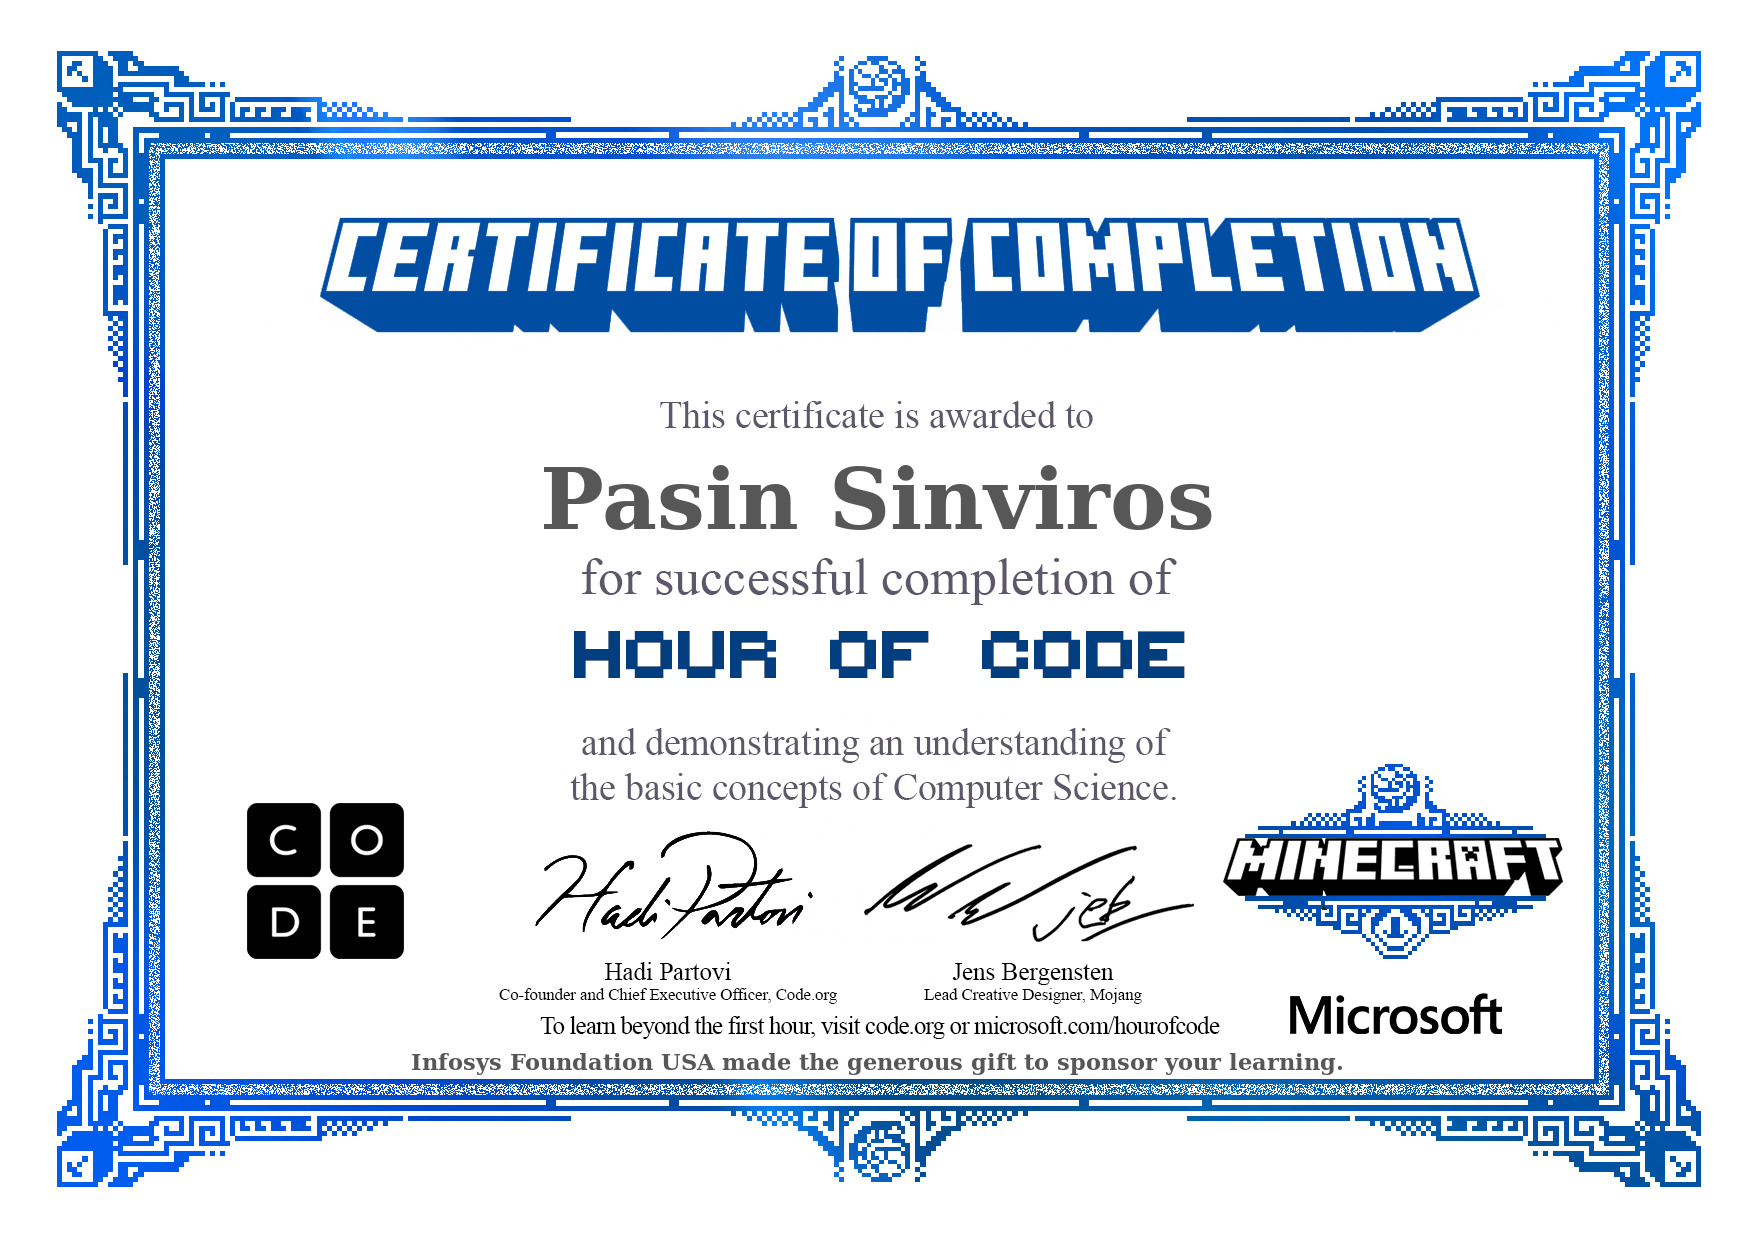 CERTIFICATE OF COMPLETION
This certificate is awarded to
Pasin Sinviros
for successful completion of
HOUR OF CODE
and demonstrating an understanding of
the basic concepts of Computer Science.
C O
D E
Hadi Partovi
jeb
MINECRAFT
Hadi Partovi
Co-founder and Chief Executive Officer, Code.org
Jens Bergensten
Lead Creative Designer, Mojang
Microsoft
To learn beyond the first hour, visit code.org or microsoft.com/hourofcode
Infosys Foundation USA made the generous gift to sponsor your learning.